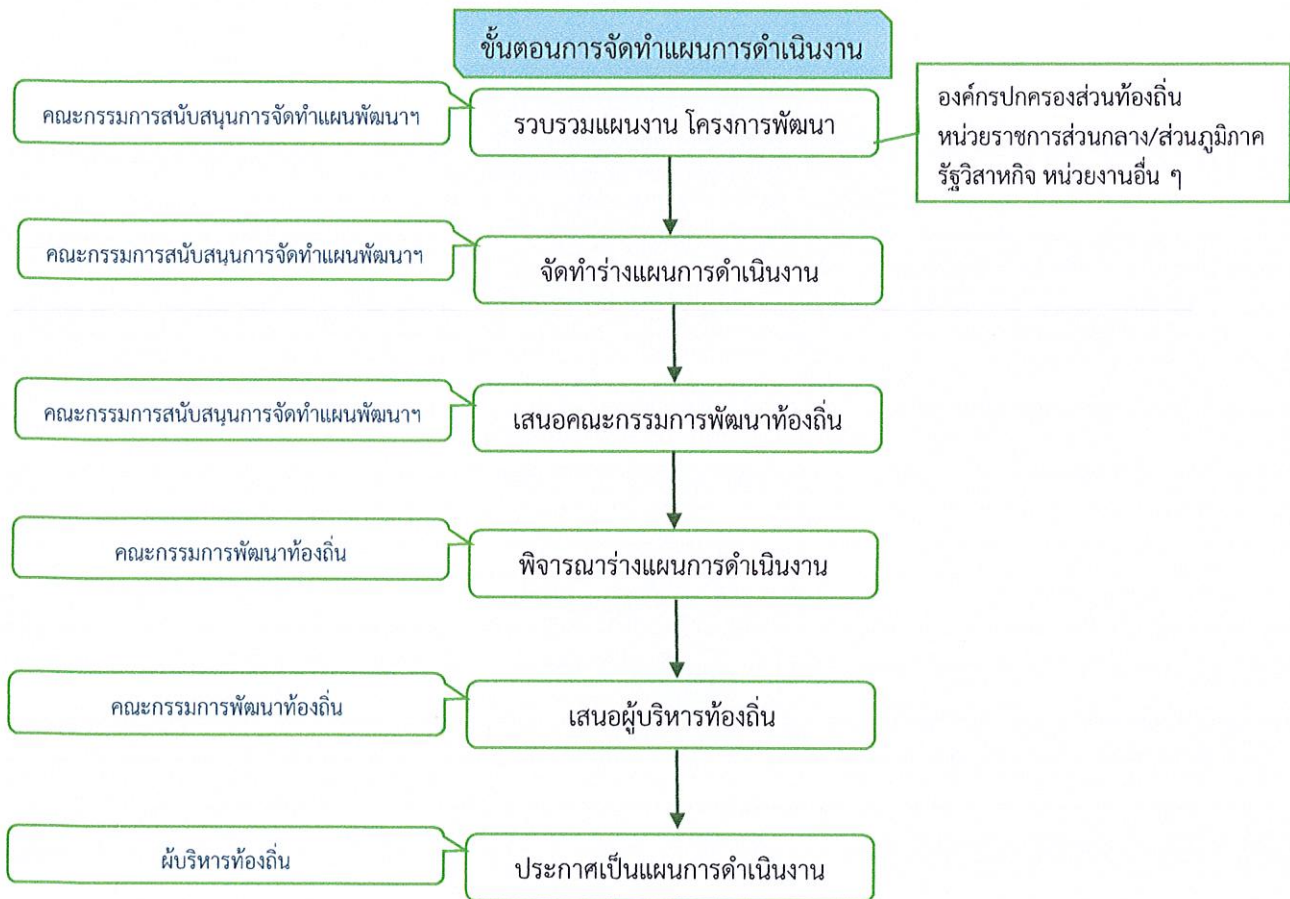 ขั้นตอนการจัดทำแผนการดำเนินงาน
คณะกรรมการสนับสนุนการจัดทำแผนพัฒนาฯ
รวบรวมแผนงาน โครงการพัฒนา
องค์กรปกครองส่วนท้องถิ่น
หน่วยราชการส่วนกลาง/ส่วนภูมิภาค
รัฐวิสาหกิจ หน่วยงานอื่น ๆ
คณะกรรมการสนับสนุนการจัดทำแผนพัฒนาฯ
จัดทำร่างแผนการดำเนินงาน
คณะกรรมการสนับสนุนการจัดทำแผนพัฒนาฯ
เสนอคณะกรรมการพัฒนาท้องถิ่น
คณะกรรมการพัฒนาท้องถิ่น
พิจารณาร่างแผนการดำเนินงาน
คณะกรรมการพัฒนาท้องถิ่น
เสนอผู้บริหารท้องถิ่น
ผู้บริหารท้องถิ่น
ประกาศเป็นแผนการดำเนินงาน